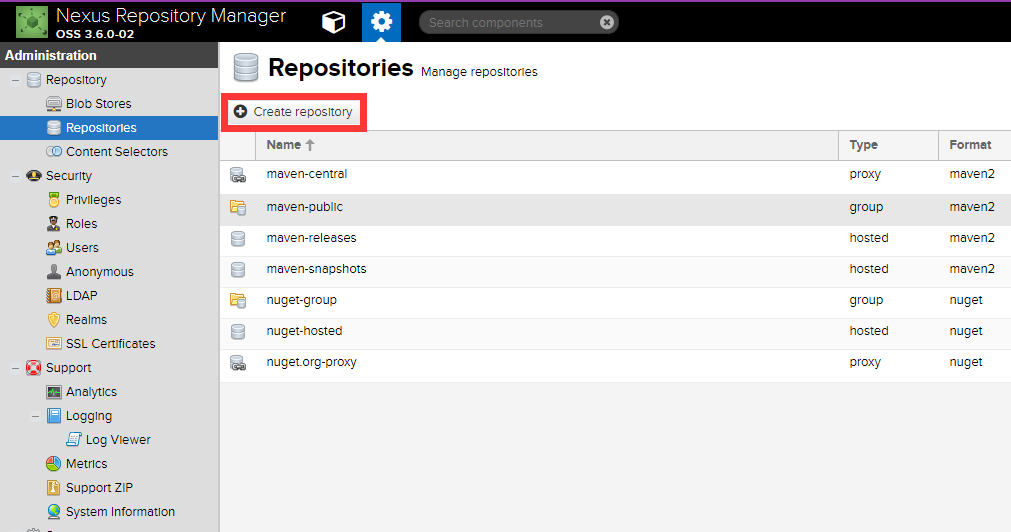 Nexus Repository Manager
OSS 3.6.0-02
Search components
Administration
Repository
Blob Stores
Repositories
Content Selectors
Security
Privileges
Roles
Users
Anonymous
LDAP
Realms
SSL Certificates
Support
Analytics
Logging
Log Viewer
Metrics
Support ZIP
System Information
Repositories Manage repositories
Create repository
Name Type Format
maven-central proxy maven2
maven-public group maven2
maven-releases hosted maven2
maven-snapshots hosted maven2
nuget-group group nuget
nuget-hosted hosted nuget
nuget.org-proxy proxy nuget